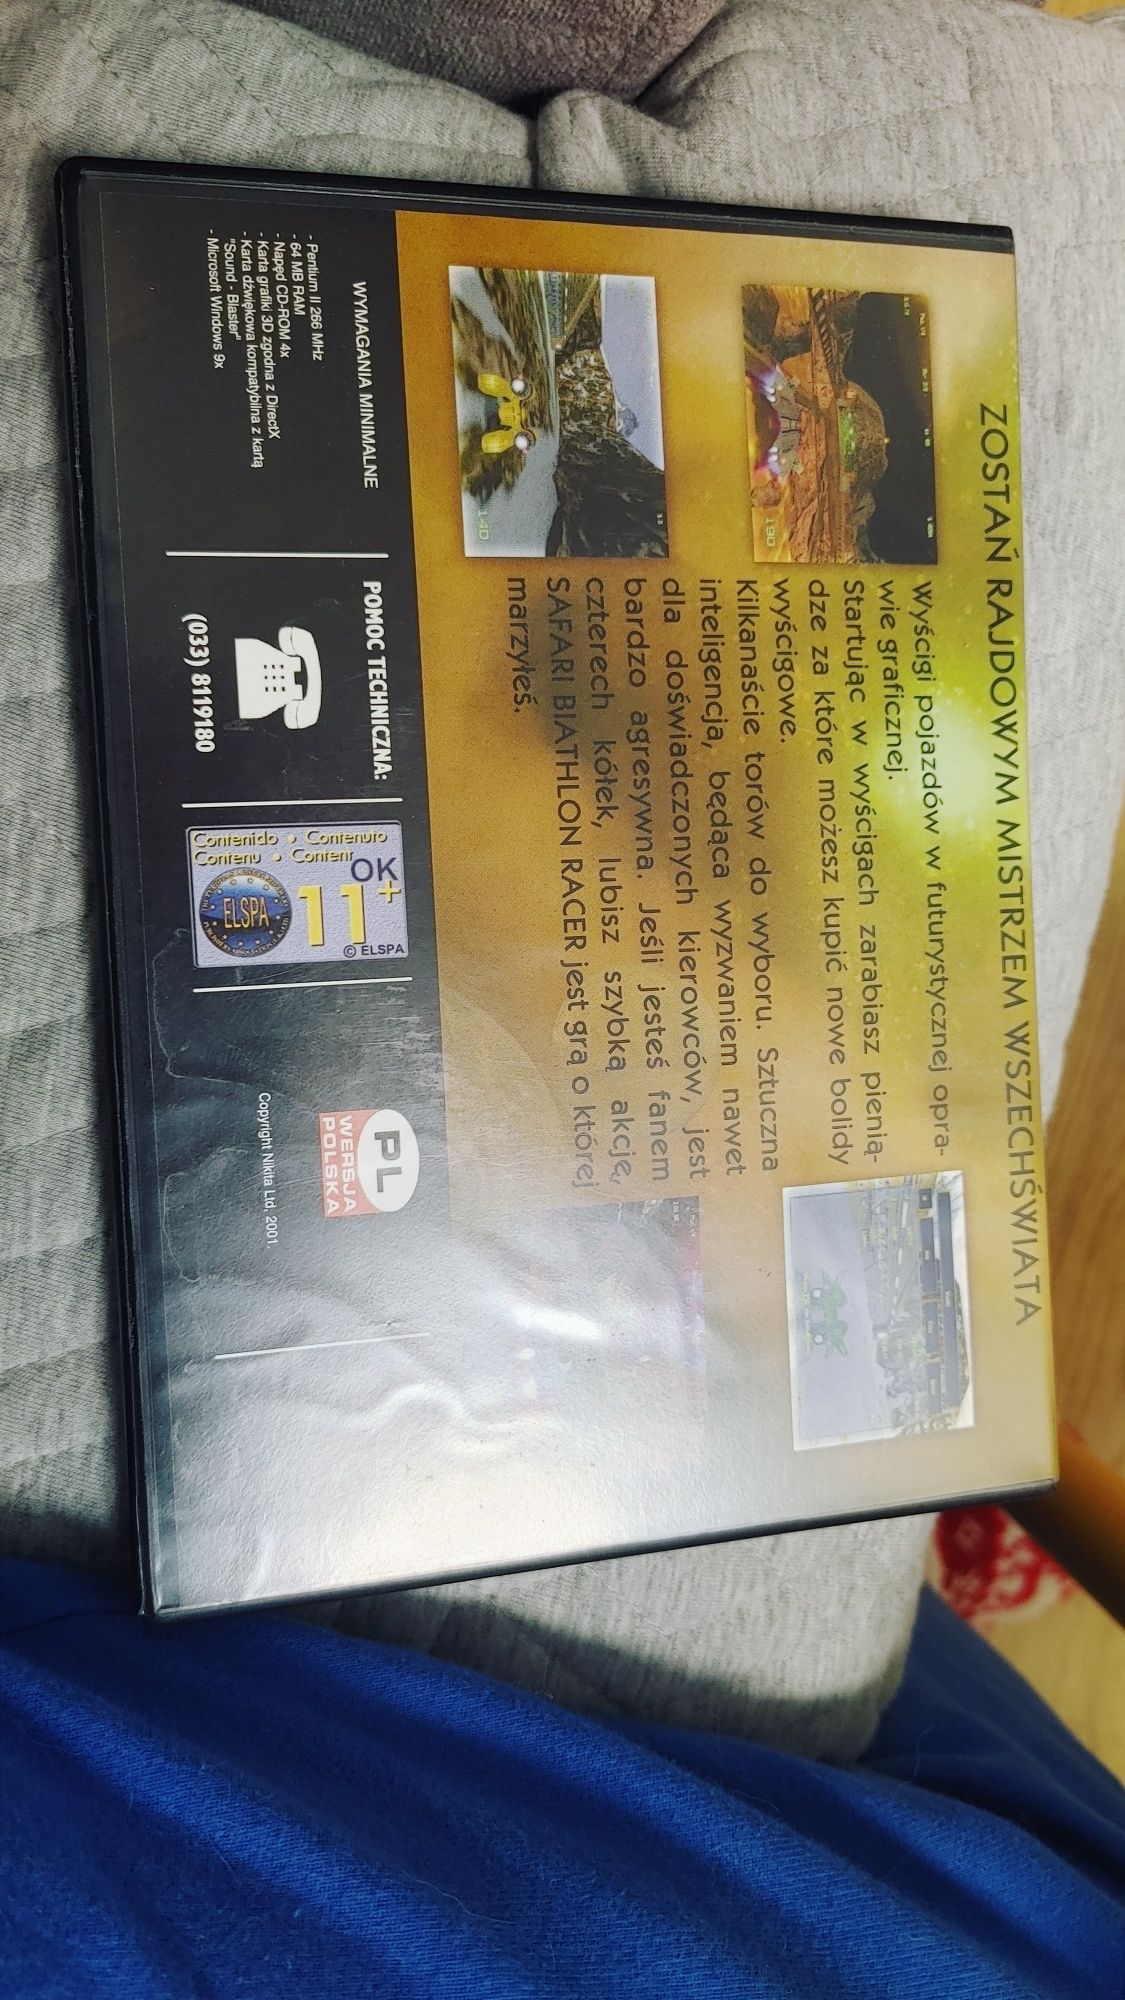 ZOSTAŃ RAJDOWYM MISTRZEM WSZECHŚWIATA
Wyścigi pojazdów w futurystycznej opra-
wie graficznej.
Startując w wyścigach zarabiasz pienią-
dze za które możesz kupić nowe bolidy
wyścigowe.
Kilkanaście torów do wyboru. Sztuczna
inteligencja, będąca wyzwaniem nawet
dla doświadczonych kierowców, jest
bardzo agresywna. Jeśli jesteś fanem
czterech kółek, lubisz szybką akcję,
SAFARI BIATHLON RACER jest grą o której
marzyłeś.
190
140
WYMAGANIA MINIMALNE
- Pentium II 266 MHz
- 64 MB RAM
- Napęd CD-ROM 4x
- Karta grafiki 3D zgodna z DirectX
- Karta dźwiękowa kompatybilna z kartą
"Sound - Blaster"
- Microsoft Windows 9x
POMOC TECHNICZNA:
(033) 8119180
OK
11+
© ELSPA
Contenido • Contenuto
Contenu • Content
ELSPA
PL
WERSJA
POLSKA
Copyright Nikita Ltd, 2001